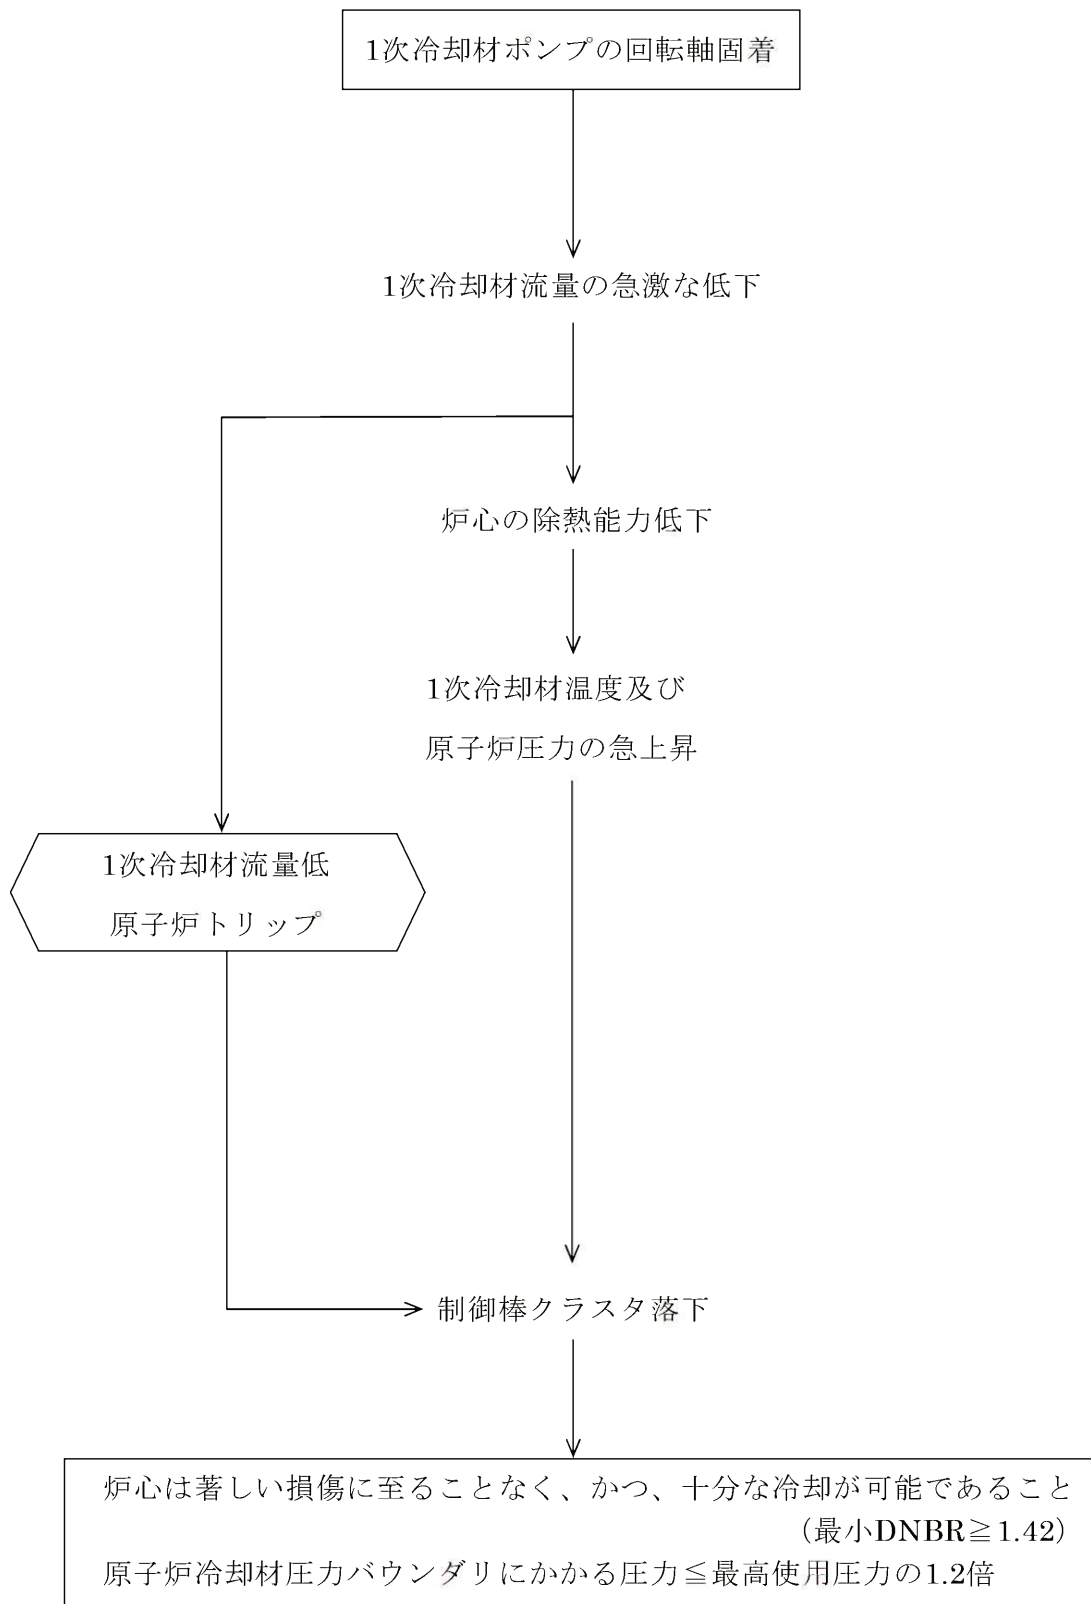 1次冷却材ポンプの回転軸固着
1次冷却材流量の急激な低下
炉心の除熱能力低下
1次冷却材温度及び
原子炉圧力の急上昇
1次冷却材流量低
原子炉トリップ
制御棒クラスタ落下
炉心は著しい損傷に至ることなく、かつ、十分な冷却が可能であること
（最小DNBR≧1.42）
原子炉冷却材圧力バウンダリにかかる圧力≦最高使用圧力の1.2倍